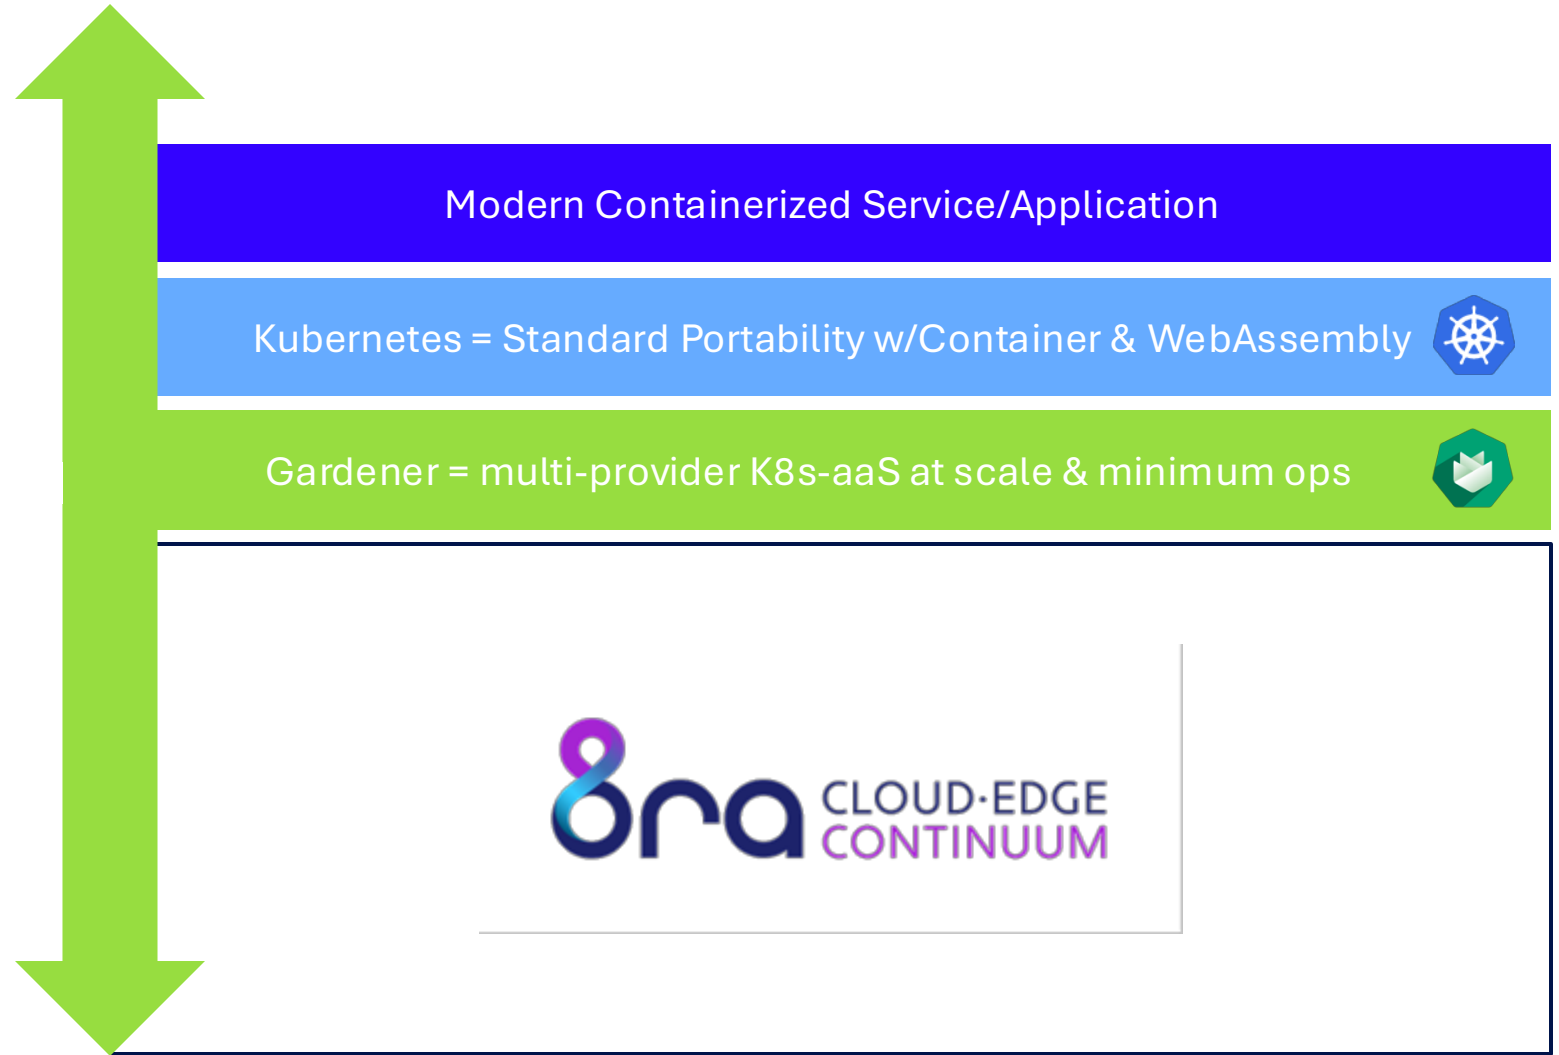 Modern Containerized Service/Application
Kubernetes = Standard Portability w/Container & WebAssembly
Gardener = multi-provider K8s-aaS at scale & minimum ops
8ra CLOUD·EDGE
CONTINUUM